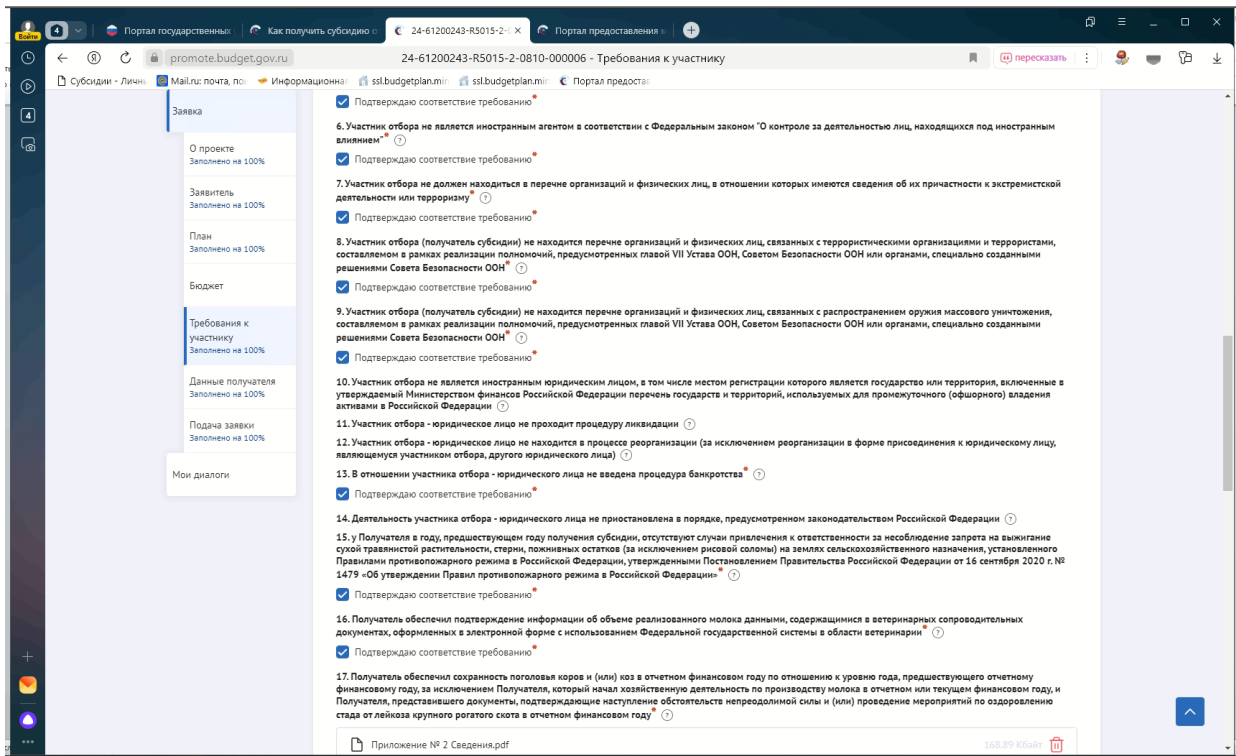 Войти
4
Портал государственных
Как получить субсидию о
24-61200243-R5015-2-0
Портал предоставления м
promote.budget.gov.ru
24-61200243-R5015-2-0810-000006 - Требования к участнику
пересказать
Субсидии - Личн
Mail.ru: почта, по
Информационна
ssl.budgetplan.min
ssl.budgetplan.min
Портал предоста
4
Заявка
О проекте
Заполнено на 100%
Заявитель
Заполнено на 100%
План
Заполнено на 100%
Бюджет
Требования к
участнику
Заполнено на 100%
Данные получателя
Заполнено на 100%
Подача заявки
Заполнено на 100%
Мои диалоги
Подтверждаю соответствие требованию*
6. Участник отбора не является иностранным агентом в соответствии с Федеральным законом "О контроле за деятельностью лиц, находящихся под иностранным
влиянием"* ?
Подтверждаю соответствие требованию*
7. Участник отбора не должен находиться в перечне организаций и физических лиц, в отношении которых имеются сведения об их причастности к экстремистской
деятельности или терроризму* ?
Подтверждаю соответствие требованию*
8. Участник отбора (получатель субсидии) не находится перечне организаций и физических лиц, связанных с террористическими организациями и террористами,
составляемом в рамках реализации полномочий, предусмотренных главой VII Устава ООН, Советом Безопасности ООН или органами, специально созданными
решениями Совета Безопасности ООН* ?
Подтверждаю соответствие требованию*
9. Участник отбора (получатель субсидии) не находится перечне организаций и физических лиц, связанных с распространением оружия массового уничтожения,
составляемом в рамках реализации полномочий, предусмотренных главой VII Устава ООН, Советом Безопасности ООН или органами, специально созданными
решениями Совета Безопасности ООН* ?
Подтверждаю соответствие требованию*
10. Участник отбора не является иностранным юридическим лицом, в том числе местом регистрации которого является государство или территория, включенные в
утверждаемый Министерством финансов Российской Федерации перечень государств и территорий, используемых для промежуточного (офшорного) владения
активами в Российской Федерации ?
11. Участник отбора - юридическое лицо не проходит процедуру ликвидации ?
12. Участник отбора - юридическое лицо не находится в процессе реорганизации (за исключением реорганизации в форме присоединения к юридическому лицу,
являющемуся участником отбора, другого юридического лица) ?
13. В отношении участника отбора - юридического лица не введена процедура банкротства* ?
Подтверждаю соответствие требованию*
14. Деятельность участника отбора - юридического лица не приостановлена в порядке, предусмотренном законодательством Российской Федерации ?
15. у Получателя в году, предшествующем году получения субсидии, отсутствуют случаи привлечения к ответственности за несоблюдение запрета на выжигание
сухой травянистой растительности, стерни, пожнивных остатков (за исключением рисовой соломы) на землях сельскохозяйственного назначения, установленного
Правилами противопожарного режима в Российской Федерации, утвержденными Постановлением Правительства Российской Федерации от 16 сентября 2020 г. №
1479 «Об утверждении Правил противопожарного режима в Российской Федерации»* ?
Подтверждаю соответствие требованию*
16. Получатель обеспечил подтверждение информации об объеме реализованного молока данными, содержащимися в ветеринарных сопроводительных
документах, оформленных в электронной форме с использованием Федеральной государственной системы в области ветеринарии* ?
Подтверждаю соответствие требованию*
17. Получатель обеспечил сохранность поголовья коров и (или) коз в отчетном финансовом году по отношению к уровню года, предшествующего отчетному
финансовому году, за исключением Получателя, который начал хозяйственную деятельность по производству молока в отчетном или текущем финансовом году, и
Получателя, представившего документы, подтверждающие наступление обстоятельств непреодолимой силы и (или) проведение мероприятий по оздоровлению
стада от лейкоза крупного рогатого скота в отчетном финансовом году* ?
Приложение № 2 Сведения.pdf
168.89 Кбайт